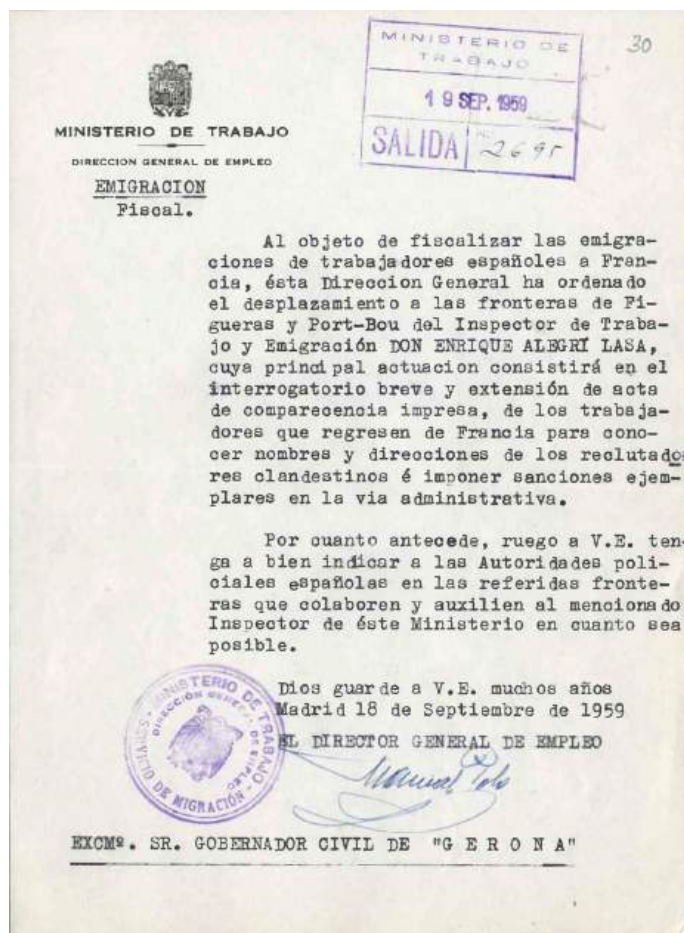 MINISTERIO DE
TRABAJO
30
19 SEP. 1959
SALIDA 2695
MINISTERIO DE TRABAJO
DIRECCION GENERAL DE EMPLEO
EMIGRACION
Fiscal.
Al objeto de fiscalizar las emigra-
ciones de trabajadores españoles a Fran-
cia, ésta Direccion General ha ordenado
el desplazamiento a las fronteras de Fi-
gueras y Port-Bou del Inspector de Traba-
jo y Emigración DON ENRIQUE ALEGRÍ LASA,
cuya principal actuacion consistirá en el
interrogatorio breve y extensión de acta
de comparecencia impresa, de los trabaja-
dores que regresen de Francia para cono-
cer nombres y direcciones de los reclutado
res clandestinos é imponer sanciones ejem-
plares en la via administrativa.
Por cuanto antecede, ruego a V.E. ten-
ga a bien indicar a las Autoridades poli-
ciales españolas en las referidas fronte-
ras que colaboren y auxilien al mencionado
Inspector de éste Ministerio en cuanto sea
posible.
Dios guarde a V.E. muchos años
Madrid 18 de Septiembre de 1959
EL DIRECTOR GENERAL DE EMPLEO
MINISTERIO DE TRABAJO - SERVICIO DE MIGRACIÓN -
DIRECCIÓN GENERAL DE EMPLEO
EXCMº. SR. GOBERNADOR CIVIL DE "G E R O N A"